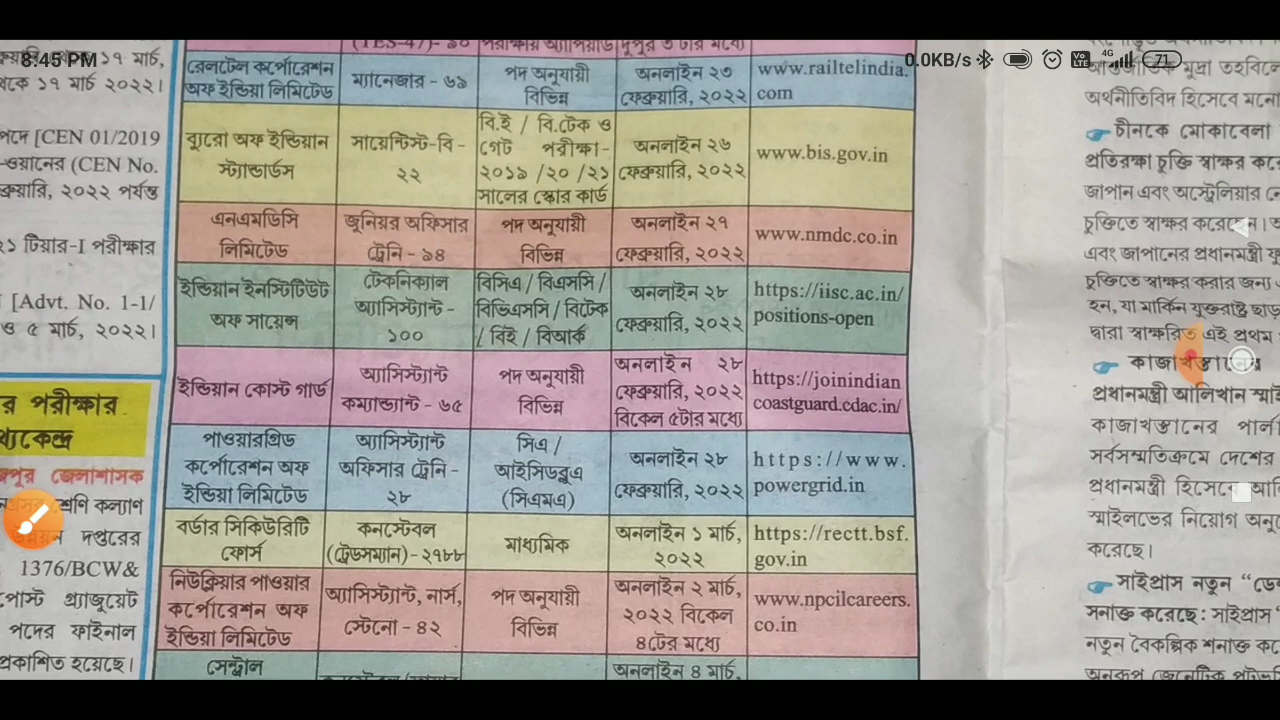 8:45 PM
0.0KB/s
4G
71
(TES-47)- ৯০
রেলটেল কর্পোরেশন
অফ ইন্ডিয়া লিমিটেড
ম্যানেজার - ৬৯
পদ অনুযায়ী
বিভিন্ন
অনলাইন ২৩
ফেব্রুয়ারি, ২০২২
www.railtelindia.
com
ব্যুরো অফ ইন্ডিয়ান
স্ট্যান্ডার্ডস
সায়েন্টিস্ট-বি -
২২
বি.ই / বি.টেক ও
গেট পরীক্ষা-
২০১৯ /২০ /২১
সালের স্কোর কার্ড
অনলাইন ২৬
ফেব্রুয়ারি, ২০২২
www.bis.gov.in
এনএমডিসি
লিমিটেড
জুনিয়র অফিসার
ট্রেনি - ৯৪
পদ অনুযায়ী
বিভিন্ন
অনলাইন ২৭
ফেব্রুয়ারি, ২০২২
www.nmdc.co.in
ইন্ডিয়ান ইনস্টিটিউট
অফ সায়েন্স
টেকনিক্যাল
অ্যাসিস্ট্যান্ট -
১০০
বিসিএ / বিএসসি /
বিভিএসসি / বিটেক
/ বিই / বিআর্ক
অনলাইন ২৮
ফেব্রুয়ারি, ২০২২
https://iisc.ac.in/
positions-open
ইন্ডিয়ান কোস্ট গার্ড
অ্যাসিস্ট্যান্ট
কম্যান্ড্যান্ট - ৬৫
পদ অনুযায়ী
বিভিন্ন
অনলাইন ২৮
ফেব্রুয়ারি, ২০২২
বিকেল ৫টার মধ্যে
https://joinindian
coastguard.cdac.in/
পাওয়ারগ্রিড
কর্পোরেশন অফ
ইন্ডিয়া লিমিটেড
অ্যাসিস্ট্যান্ট
অফিসার ট্রেনি -
২৮
সিএ /
আইসিডব্লুএ
(সিএমএ)
অনলাইন ২৮
ফেব্রুয়ারি, ২০২২
https://www.
powergrid.in
বর্ডার সিকিউরিটি
ফোর্স
কনস্টেবল
(ট্রেডসম্যান)- ২৭৮৮
মাধ্যমিক
অনলাইন ১ মার্চ,
২০২২
https://rectt.bsf.
gov.in
নিউক্লিয়ার পাওয়ার
কর্পোরেশন অফ
ইন্ডিয়া লিমিটেড
অ্যাসিস্ট্যান্ট, নার্স,
স্টেনো - ৪২
পদ অনুযায়ী
বিভিন্ন
অনলাইন ২ মার্চ,
২০২২ বিকেল
৪টের মধ্যে
www.npcilcareers.
co.in
সেন্ট্রাল
অনলাইন ৪ মার্চ,
১৭ মার্চ,
থেকে ১৭ মার্চ ২০২২।
পদে [CEN 01/2019
(CEN No.
২০২২ পর্যন্ত
টিয়ার-I পরীক্ষার
[Advt. No. 1-1/
ও ৫ মার্চ, ২০২২।
র পরীক্ষার
জেলাশাসক
শ্রেণি কল্যাণ
দপ্তরের
1376/BCW&
পোস্ট গ্র্যাজুয়েট
পদের ফাইনাল
প্রকাশিত হয়েছে।
আন্তর্জাতিক মুদ্রা তহবিলে
অর্থনীতিবিদ হিসেবে মনো
চীনকে মোকাবেলা
প্রতিরক্ষা চুক্তি স্বাক্ষর কর
জাপান এবং অস্ট্রেলিয়ার
চুক্তিতে স্বাক্ষর করেছেন।
এবং জাপানের প্রধানমন্ত্রী
চুক্তিতে স্বাক্ষর করার জন্য
হন, যা মার্কিন যুক্তরাষ্ট্র ছাড়
দ্বারা স্বাক্ষরিত এই প্রথম
প্রধানমন্ত্রী আলিখান স্মাই
কাজাখস্তানের পার্ল
সর্বসম্মতিক্রমে দেশের
প্রধানমন্ত্রী হিসেবে
স্মাইলভের নিয়োগ অনু
করেছে।
সাইপ্রাস নতুন “ডে
সনাক্ত করেছে: সাইপ্রাস
নতুন বৈকল্পিক শনাক্ত